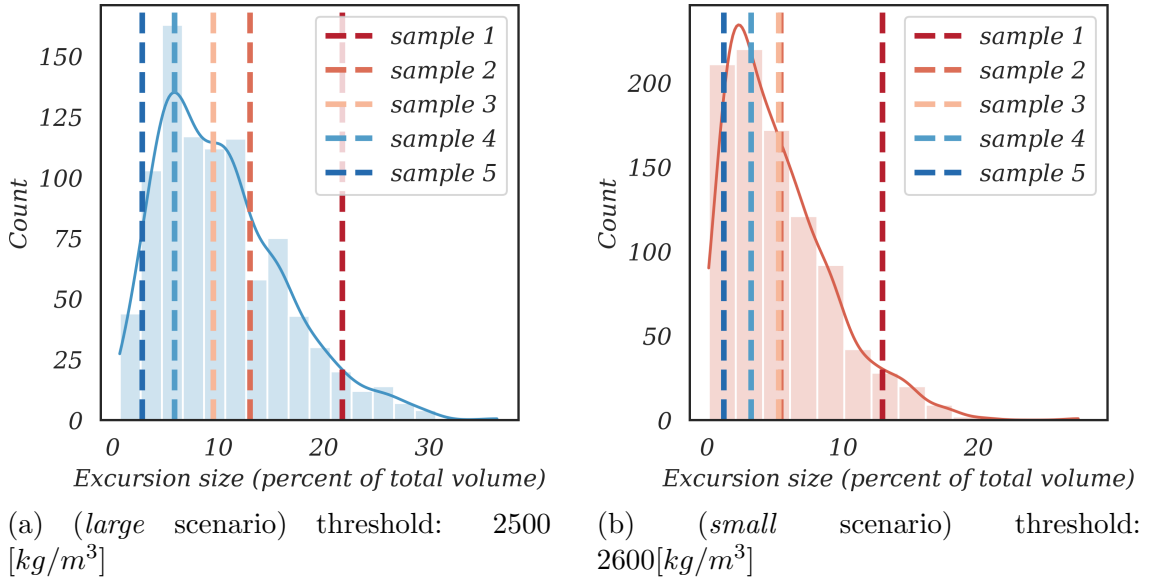 sample 1
sample 2
sample 3
sample 4
sample 5
150
125
100
75
50
25
0
Count
0 10 20 30
Excursion size (percent of total volume)
(a) (large scenario) threshold: 2500
[kg/m³]
sample 1
sample 2
sample 3
sample 4
sample 5
200
150
100
50
0
Count
0 10 20
Excursion size (percent of total volume)
(b) (small scenario) threshold:
2600[kg/m³]